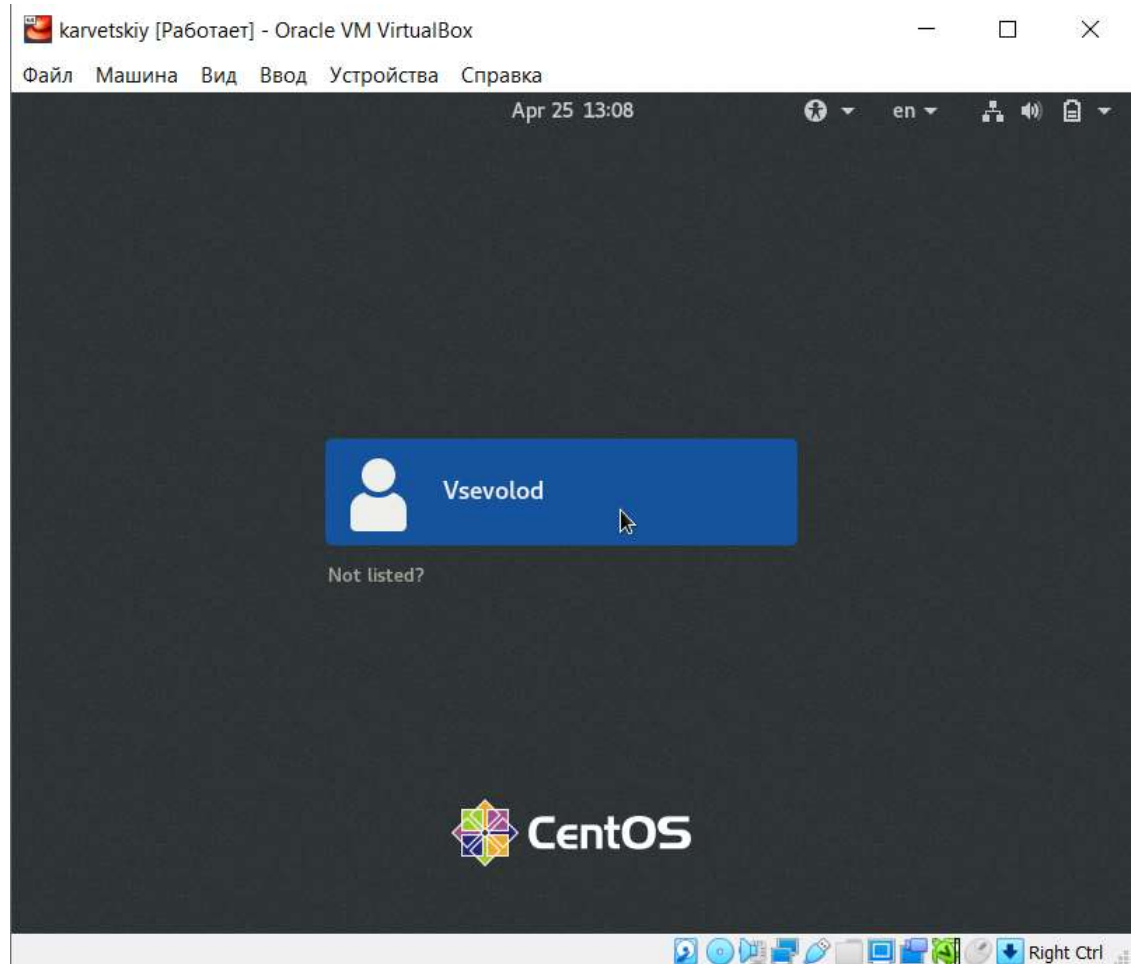 karvetskiy [Работает] - Oracle VM VirtualBox
Файл Машина Вид Ввод Устройства Справка
Apr 25 13:08 en
Vsevolod
Not listed?
CentOS
Right Ctrl